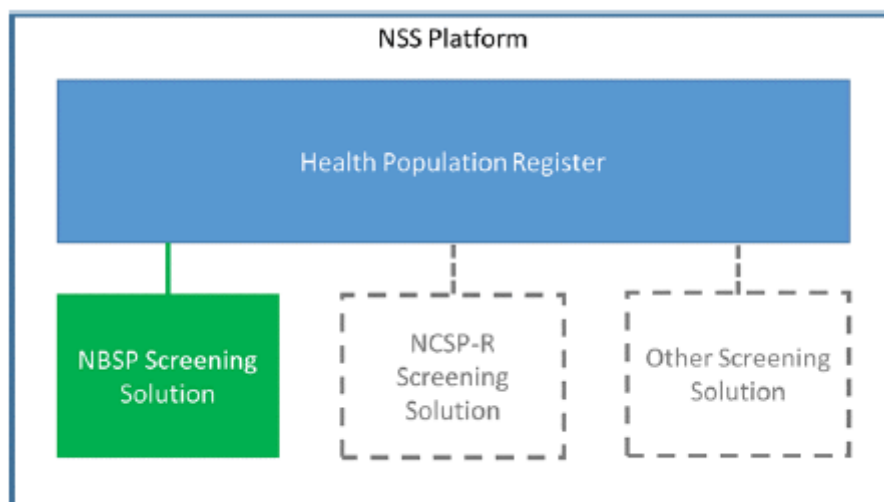 NSS Platform
Health Population Register
NBSP Screening
Solution
NCSP-R
Screening
Solution
Other Screening
Solution